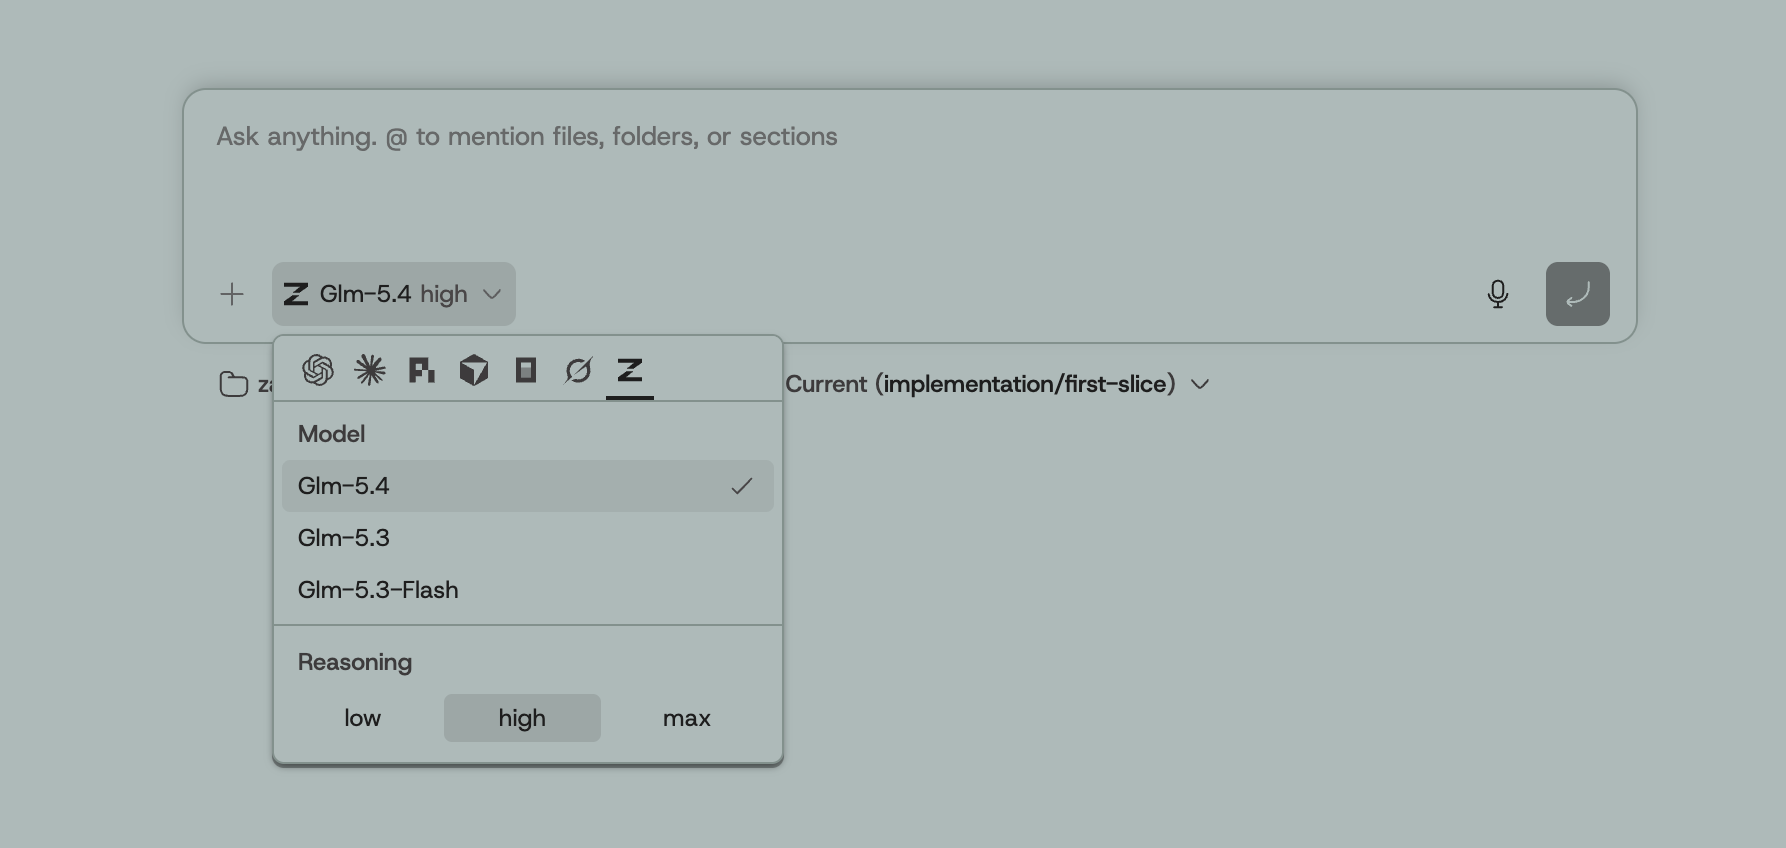 Ask anything. @ to mention files, folders, or sections
Glm-5.4 high
Current (implementation/first-slice)
Model
Glm-5.4
Glm-5.3
Glm-5.3-Flash
Reasoning
low high max